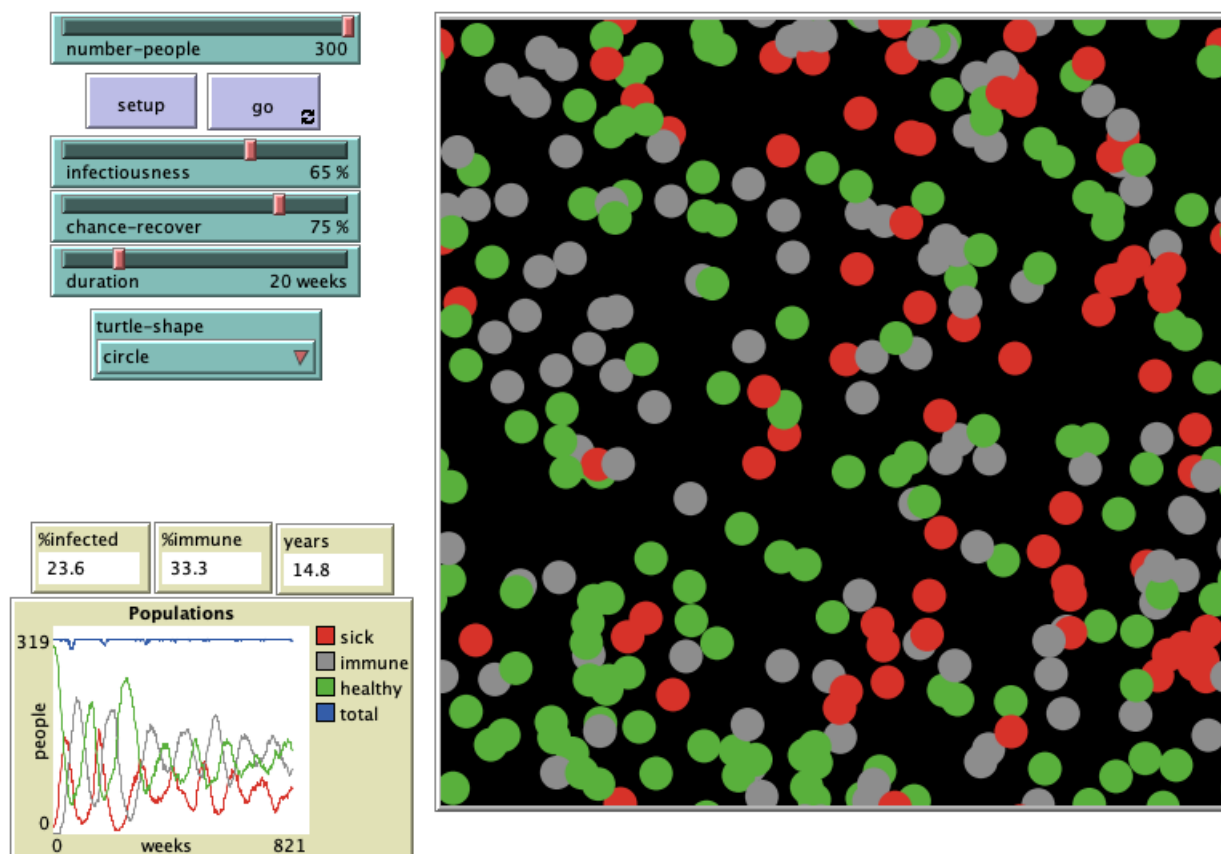 number-people 300
setup
go
infectiousness 65 %
chance-recover 75 %
duration 20 weeks
turtle-shape
circle
%infected
23.6
%immune
33.3
years
14.8
Populations
319
people
0
0 weeks 821
sick
immune
healthy
total